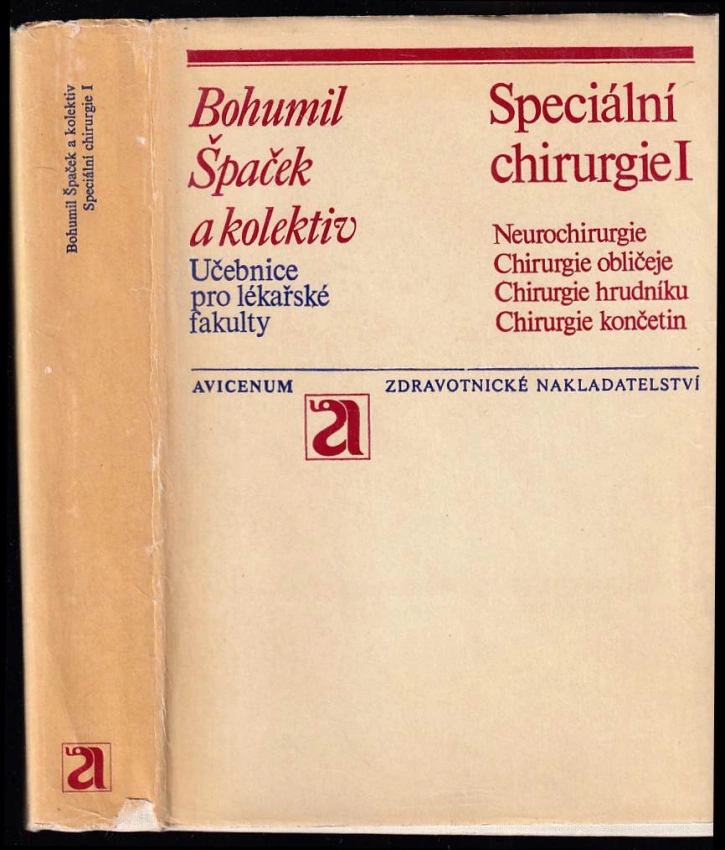 Bohumil Špaček a kolektiv
Speciální chirurgie I
Bohumil
Špaček
a kolektiv
Učebnice
pro lékařské
fakulty
Speciální
chirurgie I
Neurochirurgie
Chirurgie obličeje
Chirurgie hrudníku
Chirurgie končetin
AVICENUM
ZDRAVOTNICKÉ NAKLADATELSTVÍ
a
a